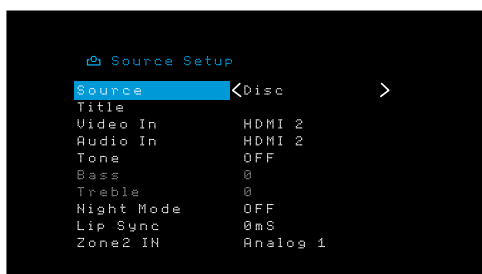 Source Setup
Source <Disc >
Title
Video In HDMI 2
Audio In HDMI 2
Tone OFF
Bass 0
Treble 0
Night Mode OFF
Lip Sync 0mS
Zone2 IN Analog 1